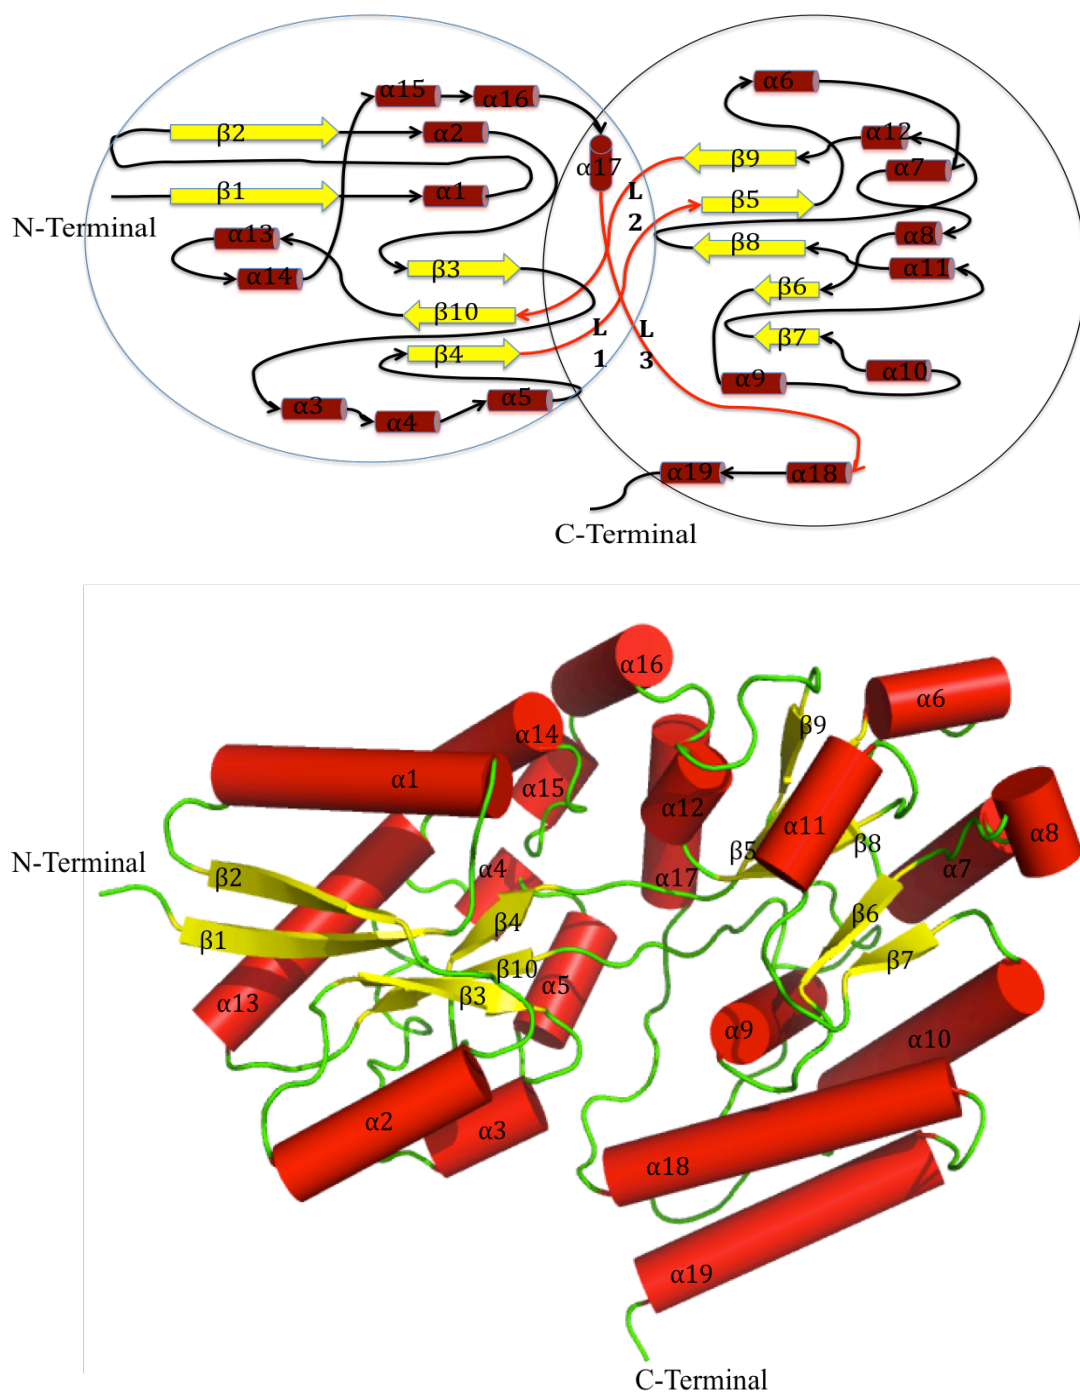 α15 α16
α6
β2 α2
α12
α17
β9
α7
β1 α1
L
2
β5
N-Terminal
α13
α8
β8
α14
β3
α11
β6
β10
L
1
L
3
β7
β4
α9
α10
α3
α4
α5
α19
α18
C-Terminal
α16
α6
α14
β9
α1
α15
α12
α11
α8
N-Terminal
β5
β8
β2
α4
α17
α7
β4
β6
β1
β10
β7
α13
β3
α5
α9
α10
α2
α3
α18
α19
C-Terminal